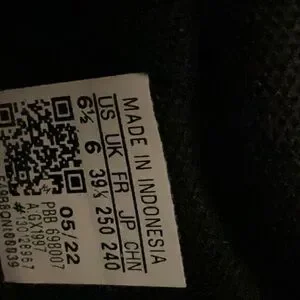 MADE IN INDONESIA
US UK FR JP CHN
6½ 6 39⅓ 250 240
05/22
PBB 698007